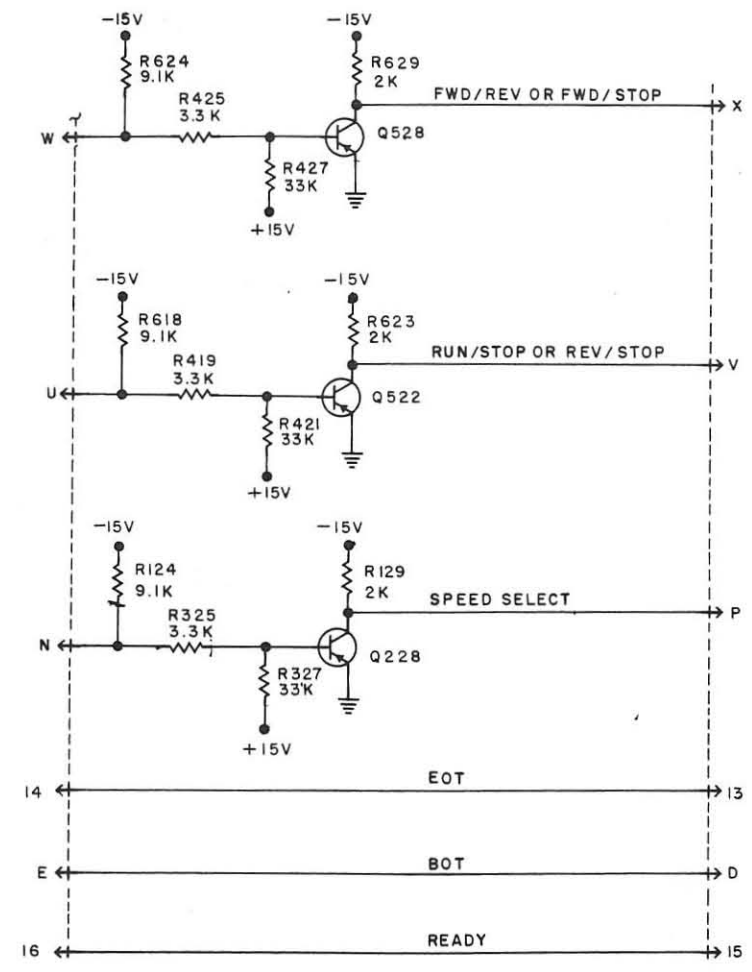 −15V −15V
R624
9.1K
R629
2K
R425
3.3K
FWD/REV OR FWD/STOP
W
X
Q528
R427
33K
+15V
−15V −15V
R618
9.1K
R623
2K
R419
3.3K
RUN/STOP OR REV/STOP
U
V
Q522
R421
33K
+15V
−15V −15V
R124
9.1K
R129
2K
R325
3.3K
SPEED SELECT
N
P
Q228
R327
33K
+15V
EOT
14
13
BOT
E
D
READY
16
15